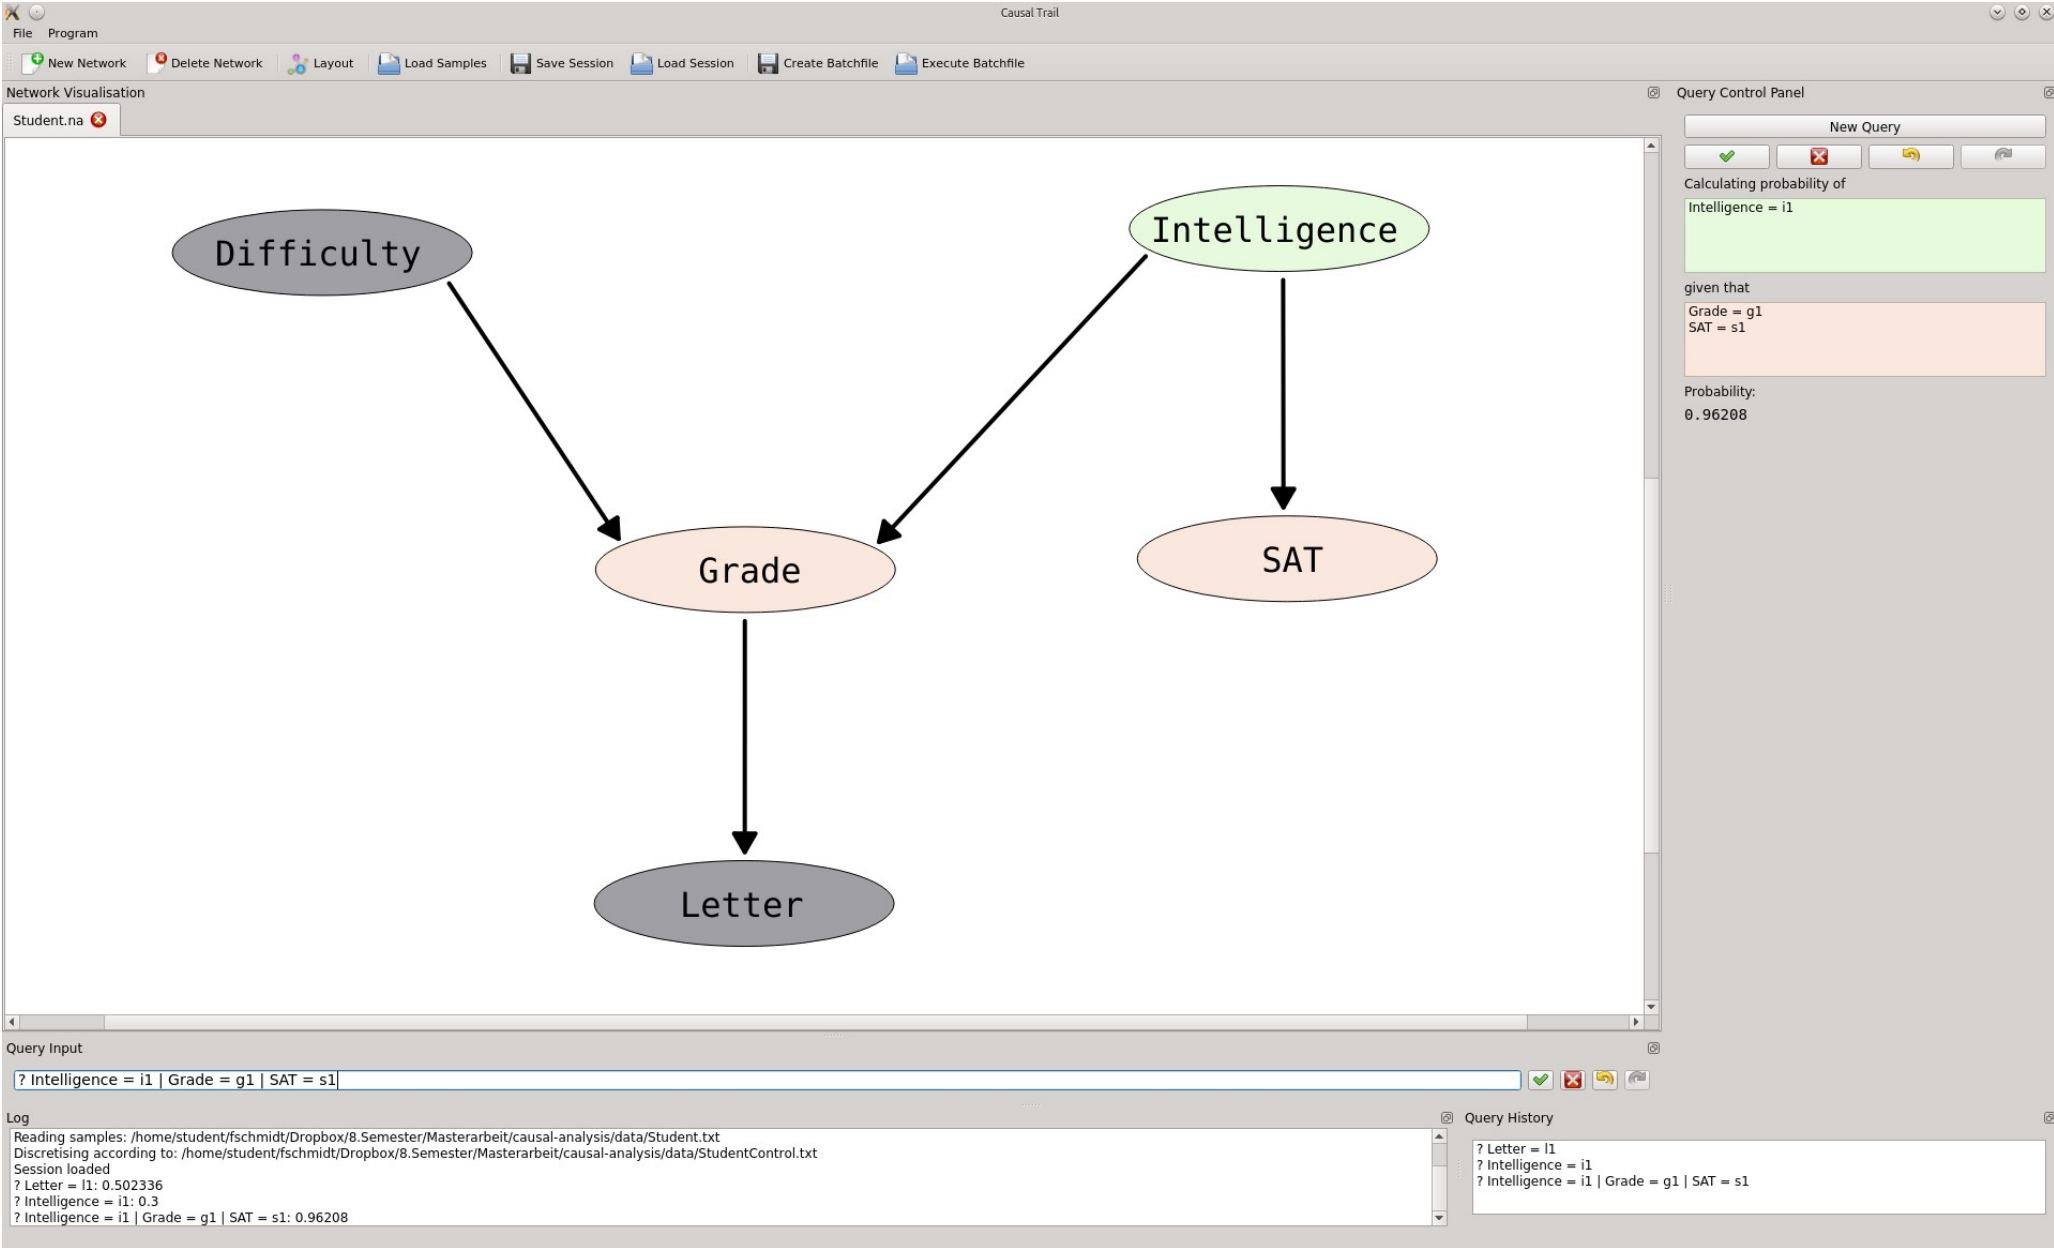 Causal Trail
File Program
New Network Delete Network Layout Load Samples Save Session Load Session Create Batchfile Execute Batchfile
Network Visualisation
Student.na
Difficulty
Intelligence
Grade
SAT
Letter
Query Control Panel
New Query
Calculating probability of
Intelligence = i1
given that
Grade = g1
SAT = s1
Probability:
0.96208
Query Input
? Intelligence = i1 | Grade = g1 | SAT = s1
Log
Reading samples: /home/student/fschmidt/Dropbox/8.Semester/Masterarbeit/causal-analysis/data/Student.txt
Discretising according to: /home/student/fschmidt/Dropbox/8.Semester/Masterarbeit/causal-analysis/data/StudentControl.txt
Session loaded
? Letter = l1: 0.502336
? Intelligence = i1: 0.3
? Intelligence = i1 | Grade = g1 | SAT = s1: 0.96208
Query History
? Letter = l1
? Intelligence = i1
? Intelligence = i1 | Grade = g1 | SAT = s1